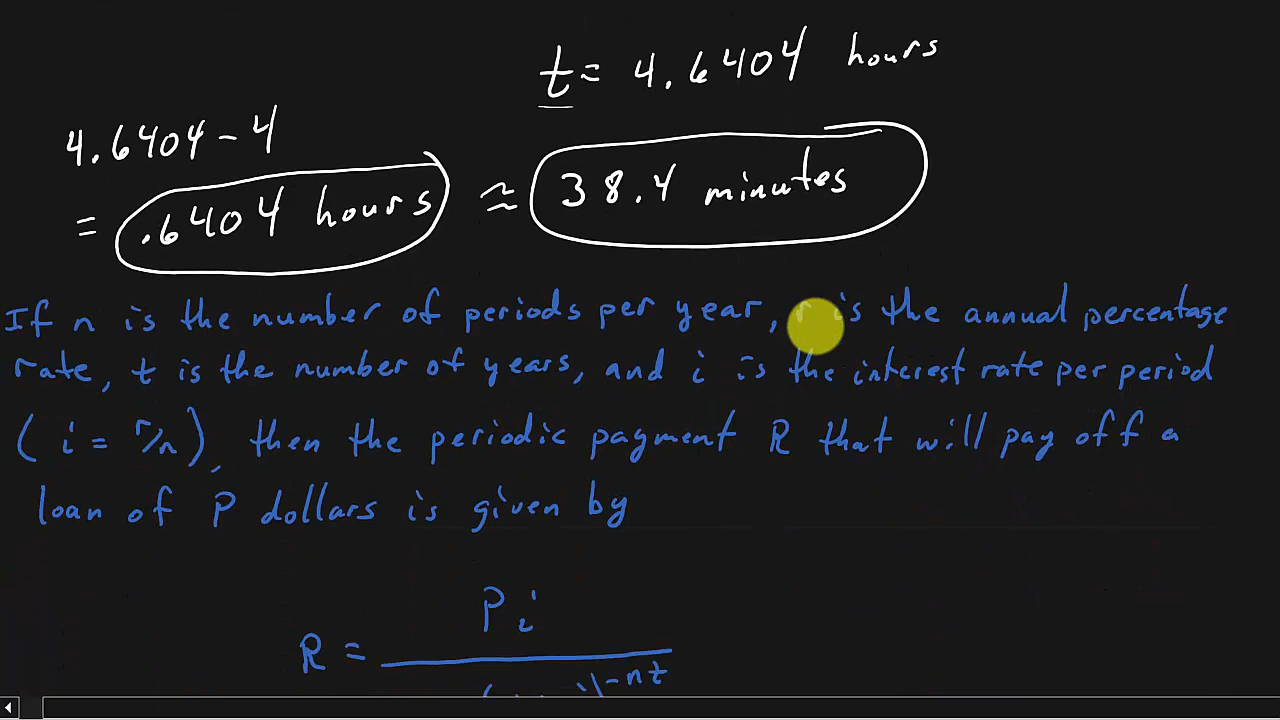 t = 4.6404 hours
4.6404 - 4
= .6404 hours ≈ 38.4 minutes
If n is the number of periods per year, r is the annual percentage
rate, t is the number of years, and i is the interest rate per period
( i = r/n ), then the periodic payment R that will pay off a
loan of P dollars is given by
P i
R =
-nt